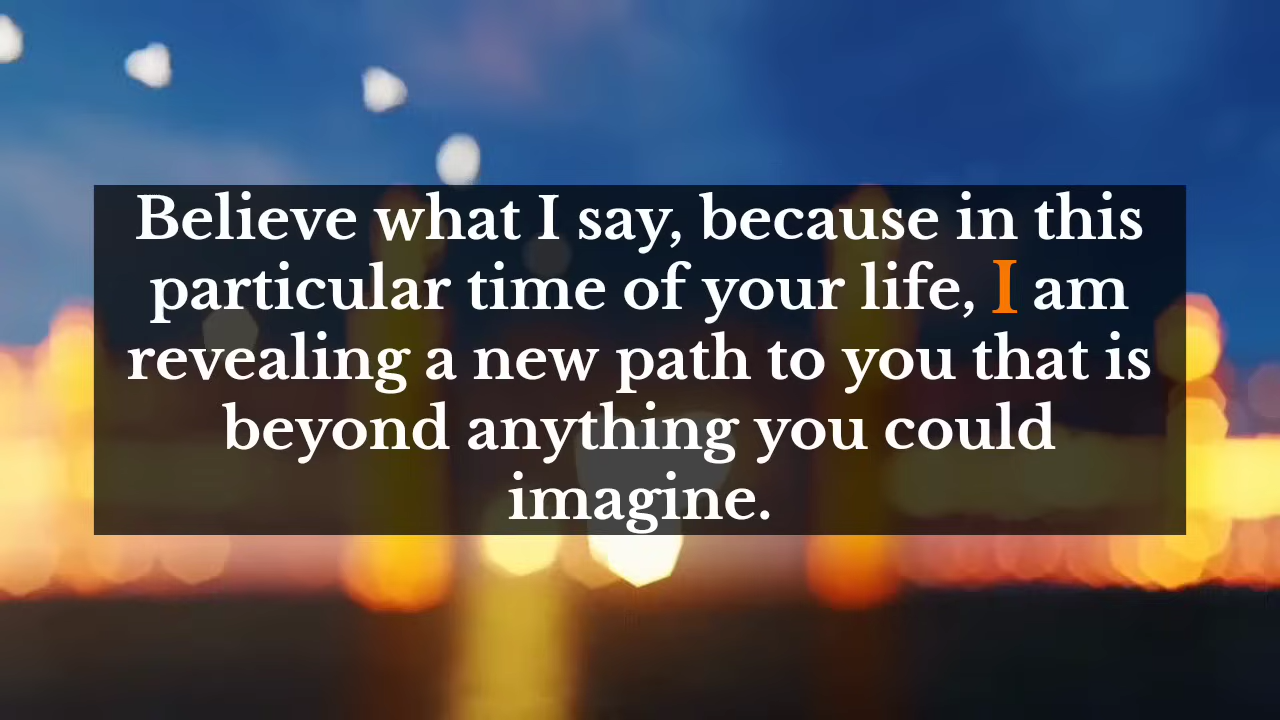 Believe what I say, because in this
particular time of your life, I am
revealing a new path to you that is
beyond anything you could
imagine.